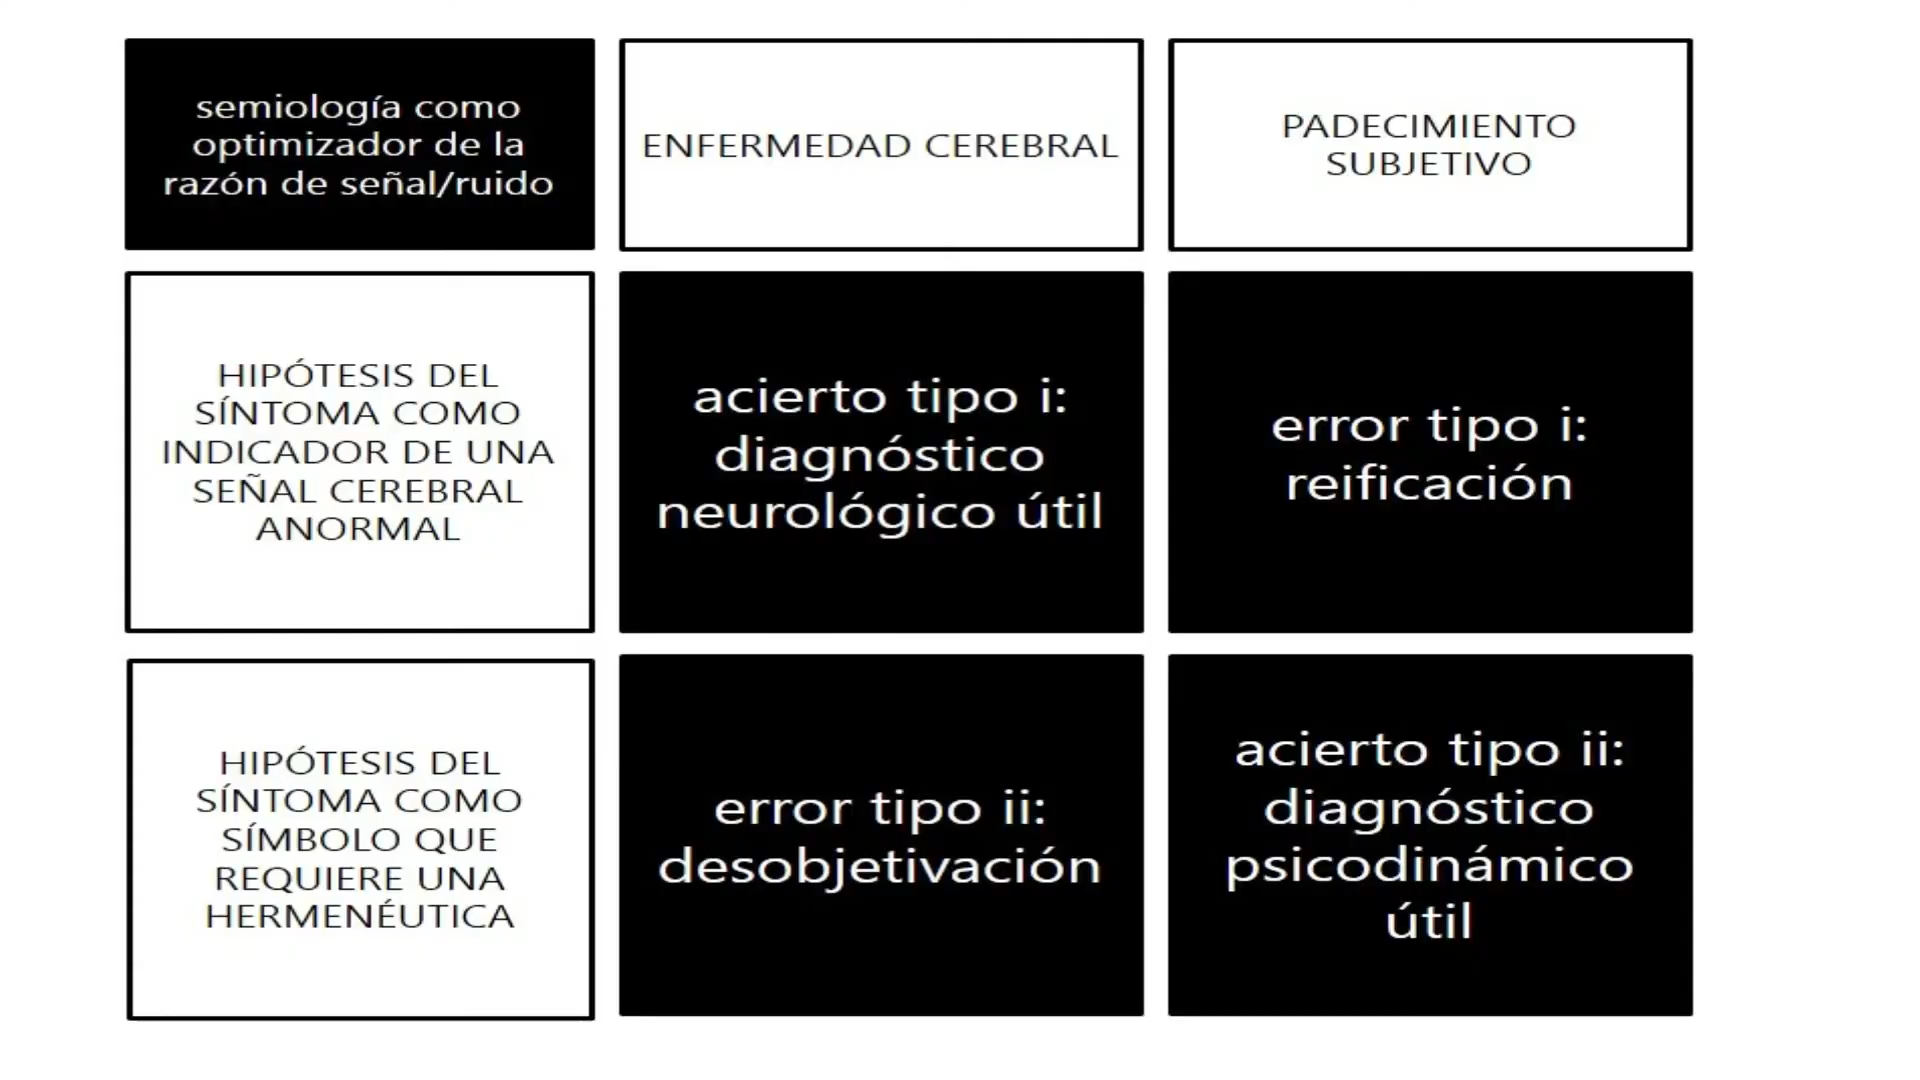 semiología como
optimizador de la
razón de señal/ruido
ENFERMEDAD CEREBRAL
PADECIMIENTO
SUBJETIVO
HIPÓTESIS DEL
SÍNTOMA COMO
INDICADOR DE UNA
SEÑAL CEREBRAL
ANORMAL
acierto tipo i:
diagnóstico
neurológico útil
error tipo i:
reificación
HIPÓTESIS DEL
SÍNTOMA COMO
SÍMBOLO QUE
REQUIERE UNA
HERMENÉUTICA
error tipo ii:
desobjetivación
acierto tipo ii:
diagnóstico
psicodinámico
útil